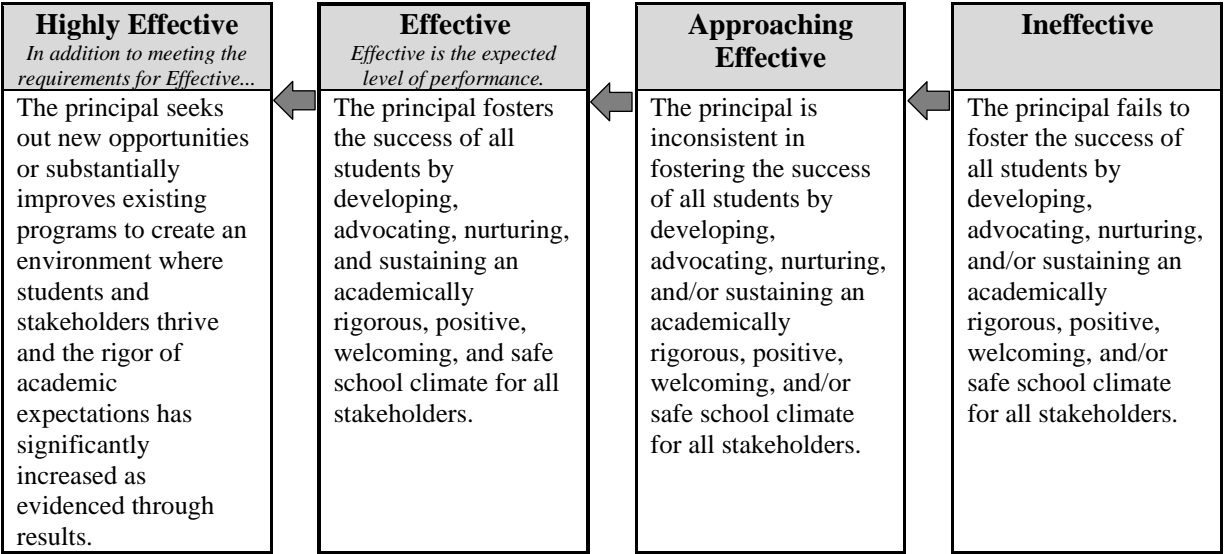 Highly Effective
In addition to meeting the
requirements for Effective...
The principal seeks
out new opportunities
or substantially
improves existing
programs to create an
environment where
students and
stakeholders thrive
and the rigor of
academic
expectations has
significantly
increased as
evidenced through
results.
Effective
Effective is the expected
level of performance.
The principal fosters
the success of all
students by
developing,
advocating, nurturing,
and sustaining an
academically
rigorous, positive,
welcoming, and safe
school climate for all
stakeholders.
Approaching
Effective
The principal is
inconsistent in
fostering the success
of all students by
developing,
advocating, nurturing,
and/or sustaining an
academically
rigorous, positive,
welcoming, and/or
safe school climate
for all stakeholders.
Ineffective
The principal fails to
foster the success of
all students by
developing,
advocating, nurturing,
and/or sustaining an
academically
rigorous, positive,
welcoming, and/or
safe school climate
for all stakeholders.